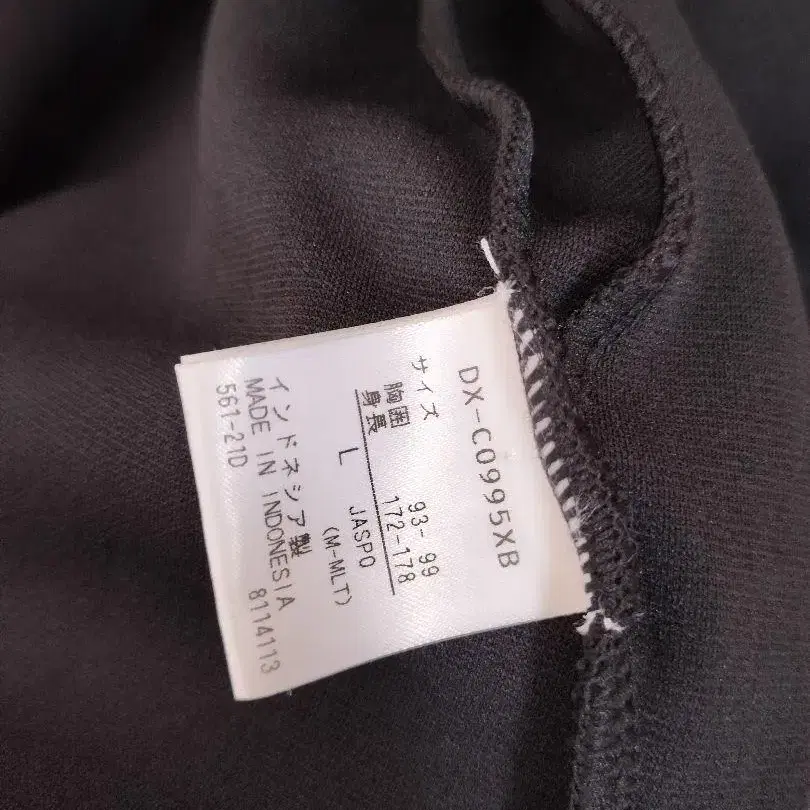 DX-C0995XB
サイズ
胸囲 93-99
身長 172-178
L JASPO
(M-MLT)
インドネシア製
MADE IN INDONESIA
561-21D 8114113